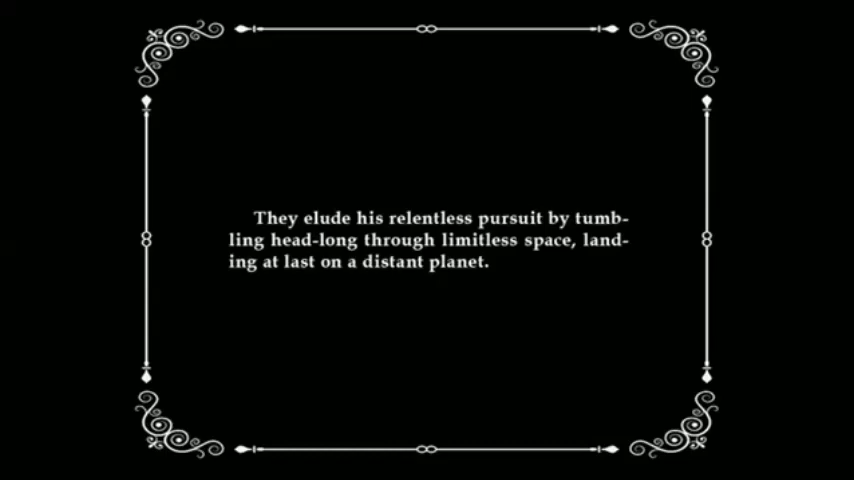 They elude his relentless pursuit by tumb-
ling head-long through limitless space, land-
ing at last on a distant planet.